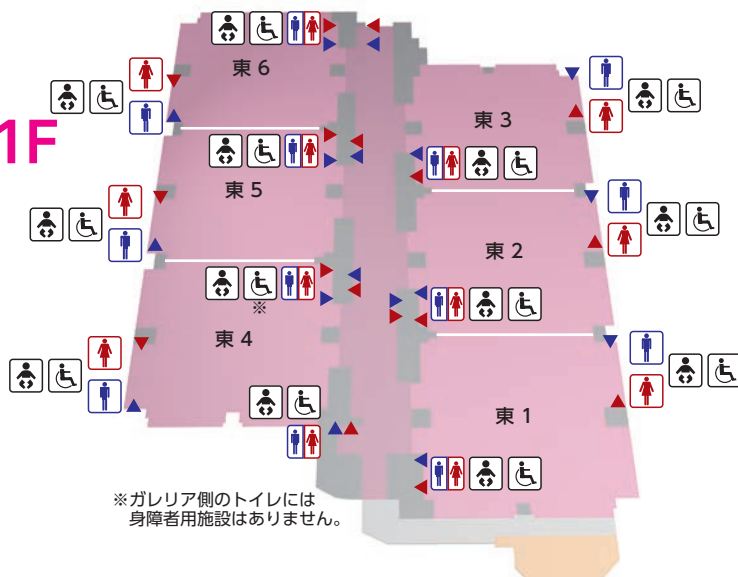 東 6
東 3
1F
東 5
東 2
※
東 4
東 1
※ガレリア側のトイレには
身障者用施設はありません。